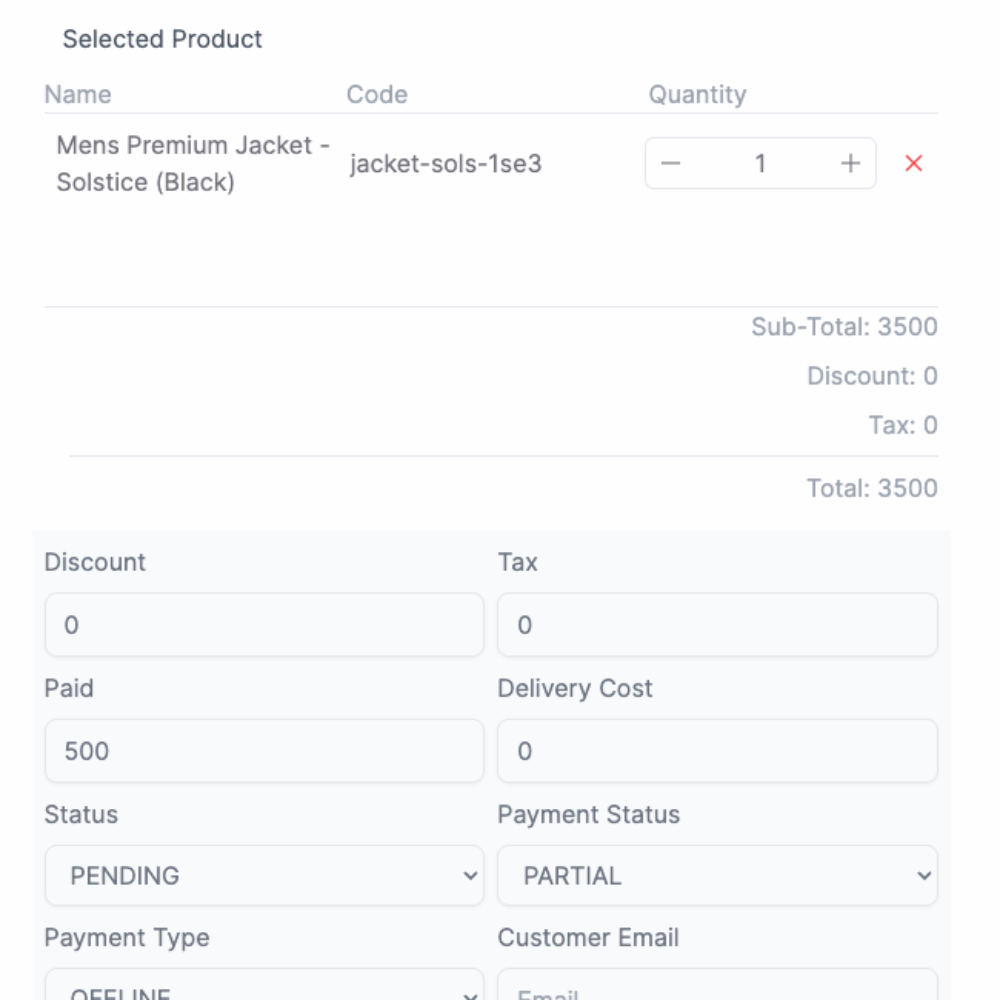 Selected Product
Name Code Quantity
Mens Premium Jacket -
Solstice (Black)
jacket-sols-1se3
1
Sub-Total: 3500
Discount: 0
Tax: 0
Total: 3500
Discount Tax
0 0
Paid Delivery Cost
500 0
Status Payment Status
PENDING PARTIAL
Payment Type Customer Email
OFFLINE Email